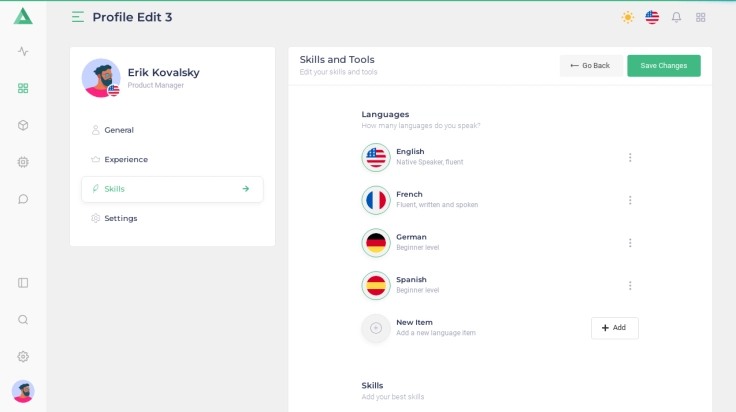 Profile Edit 3
Erik Kovalsky
Product Manager
General
Experience
Skills
Settings
Skills and Tools
Edit your skills and tools
Go Back
Save Changes
Languages
How many languages do you speak?
English
Native Speaker, fluent
French
Fluent, written and spoken
German
Beginner level
Spanish
Beginner level
New Item
Add a new language item
Add
Skills
Add your best skills